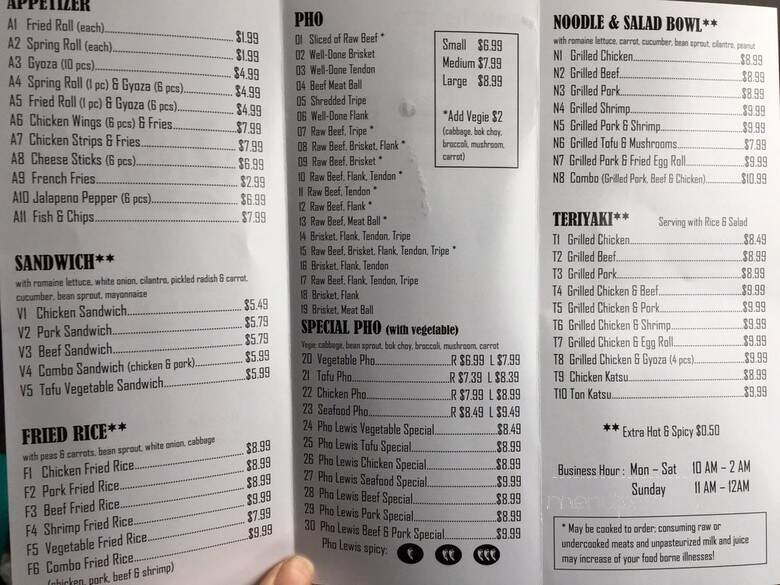 APPETIZER
A1 Fried Roll (each) $1.99
A2 Spring Roll (each) $1.99
A3 Gyoza (10 pcs) $4.99
A4 Spring Roll (1 pc) & Gyoza (6 pcs) $4.99
A5 Fried Roll (1 pc) & Gyoza (6 pcs) $4.99
A6 Chicken Wings (6 pcs) & Fries $7.99
A7 Chicken Strips & Fries $7.99
A8 Cheese Sticks (6 pcs) $6.99
A9 French Fries $2.99
A10 Jalapeno Pepper (6 pcs) $6.99
A11 Fish & Chips $7.99
SANDWICH**
with romaine lettuce, white onion, cilantro, pickled radish & carrot,
cucumber, bean sprout, mayonnaise
V1 Chicken Sandwich $5.49
V2 Pork Sandwich $5.79
V3 Beef Sandwich $5.79
V4 Combo Sandwich (chicken & pork) $5.99
V5 Tofu Vegetable Sandwich $5.99
FRIED RICE**
with peas & carrots, bean sprout, white onion, cabbage
F1 Chicken Fried Rice $8.99
F2 Pork Fried Rice $8.99
F3 Beef Fried Rice $8.99
F4 Shrimp Fried Rice $9.99
F5 Vegetable Fried Rice $7.99
F6 Combo Fried Rice $9.99
(chicken, pork, beef & shrimp)
PHO
01 Sliced of Raw Beef *
02 Well-Done Brisket
03 Well-Done Tendon
04 Beef Meat Ball
05 Shredded Tripe
06 Well-Done Flank
07 Raw Beef, Tripe *
08 Raw Beef, Brisket, Flank *
09 Raw Beef, Brisket *
10 Raw Beef, Flank, Tendon *
11 Raw Beef, Tendon *
12 Raw Beef, Flank *
13 Raw Beef, Meat Ball *
14 Brisket, Flank, Tendon, Tripe
15 Raw Beef, Brisket, Flank, Tendon, Tripe *
16 Brisket, Flank, Tendon
17 Raw Beef, Flank, Tendon, Tripe
18 Brisket, Flank
19 Brisket, Meat Ball
Small $6.99
Medium $7.99
Large $8.99
*Add Vegie $2
(cabbage, bok choy,
broccoli, mushroom,
carrot)
SPECIAL PHO (with vegetable)
Vegie: cabbage, bean sprout, bok choy, broccoli, mushroom, carrot
20 Vegetable Pho R $6.99 L $7.99
21 Tofu Pho R $7.39 L $8.39
22 Chicken Pho R $7.99 L $8.99
23 Seafood Pho R $8.49 L $9.49
24 Pho Lewis Vegetable Special $8.49
25 Pho Lewis Tofu Special $8.99
26 Pho Lewis Chicken Special $8.99
27 Pho Lewis Seafood Special $9.99
28 Pho Lewis Beef Special $8.99
29 Pho Lewis Pork Special $8.99
30 Pho Lewis Beef & Pork Special $9.99
Pho Lewis spicy:
NOODLE & SALAD BOWL**
with romaine lettuce, carrot, cucumber, bean sprout, cilantro, peanut
N1 Grilled Chicken $8.99
N2 Grilled Beef $8.99
N3 Grilled Pork $8.99
N4 Grilled Shrimp $9.99
N5 Grilled Pork & Shrimp $9.99
N6 Grilled Tofu & Mushrooms $7.99
N7 Grilled Pork & Fried Egg Roll $9.99
N8 Combo (Grilled Pork, Beef & Chicken) $10.99
TERIYAKI** Serving with Rice & Salad
T1 Grilled Chicken $8.49
T2 Grilled Beef $8.99
T3 Grilled Pork $8.99
T4 Grilled Chicken & Beef $9.99
T5 Grilled Chicken & Pork $9.99
T6 Grilled Chicken & Shrimp $9.99
T7 Grilled Chicken & Egg Roll $9.99
T8 Grilled Chicken & Gyoza (4 pcs) $9.99
T9 Chicken Katsu $8.99
T10 Ton Katsu $9.99
** Extra Hot & Spicy $0.50
Business Hour : Mon – Sat 10 AM – 2 AM
Sunday 11 AM – 12AM
* May be cooked to order; consuming raw or
undercooked meats and unpasteurized milk and juice
may increase of your food borne illnesses!